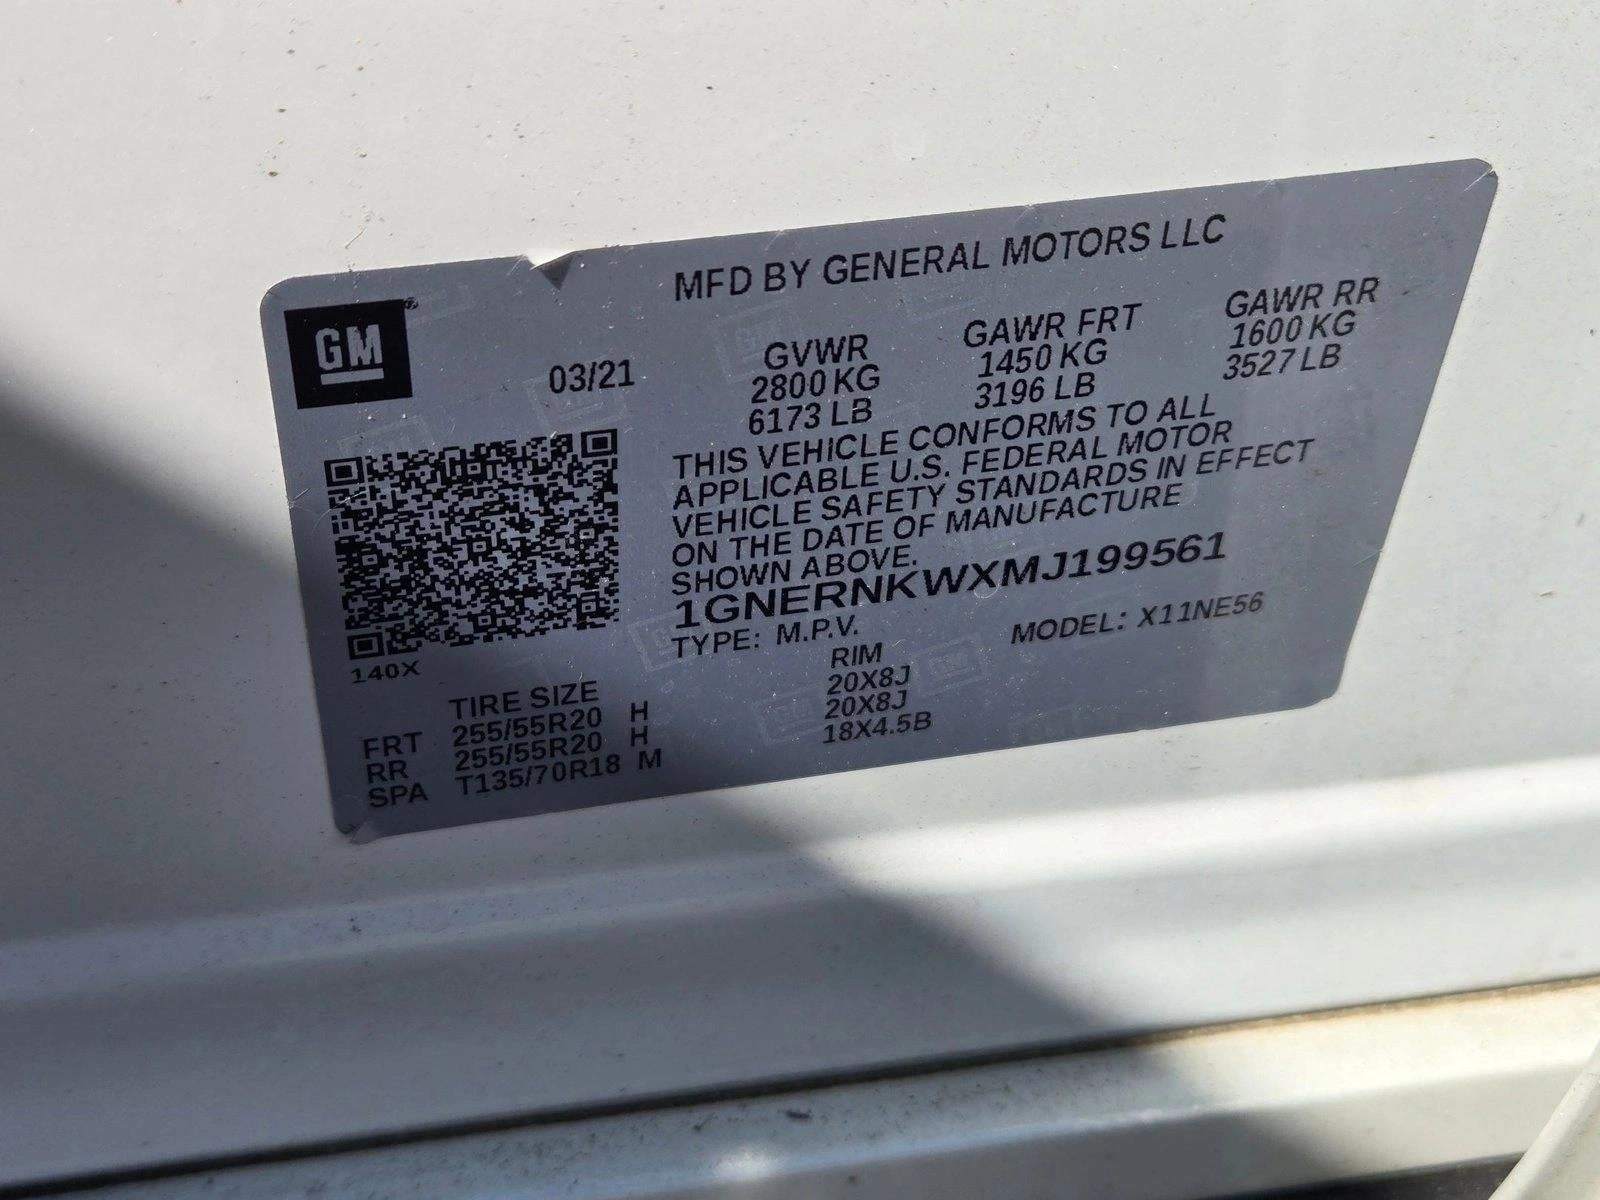 MFD BY GENERAL MOTORS LLC
GM
03/21
GVWR
2800 KG
6173 LB
GAWR FRT
1450 KG
3196 LB
GAWR RR
1600 KG
3527 LB
THIS VEHICLE CONFORMS TO ALL
APPLICABLE U.S. FEDERAL MOTOR
VEHICLE SAFETY STANDARDS IN EFFECT
ON THE DATE OF MANUFACTURE
SHOWN ABOVE.
1GNERNKWXMJ199561
TYPE: M.P.V.
MODEL: X11NE56
140X
TIRE SIZE RIM
FRT 255/55R20 H 20X8J
RR 255/55R20 H 20X8J
SPA T135/70R18 M 18X4.5B